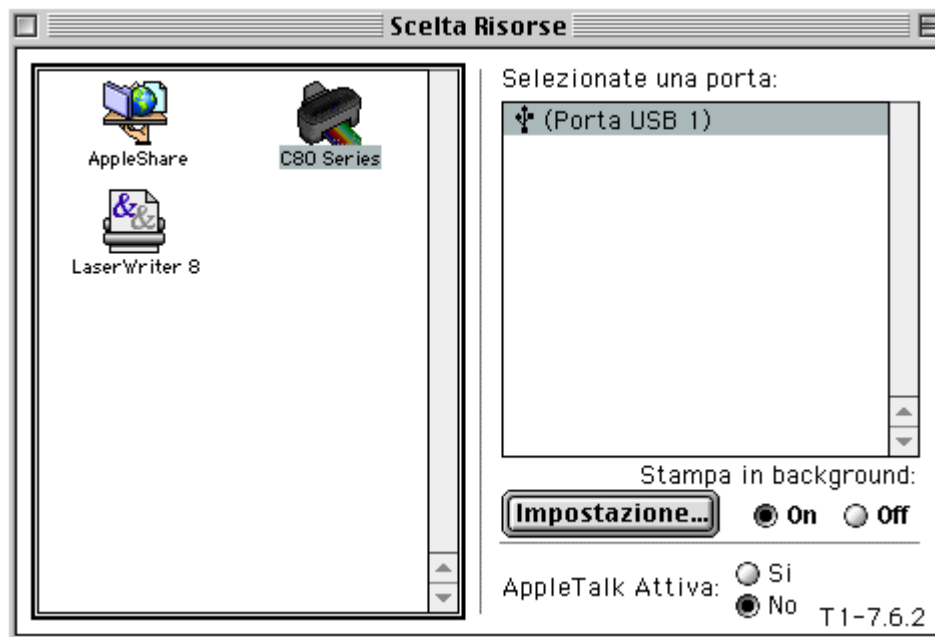 Scelta Risorse
AppleShare
C80 Series
LaserWriter 8
Selezionate una porta:
(Porta USB 1)
Stampa in background:
Impostazione...
On Off
AppleTalk Attiva:
Si
No
T1-7.6.2